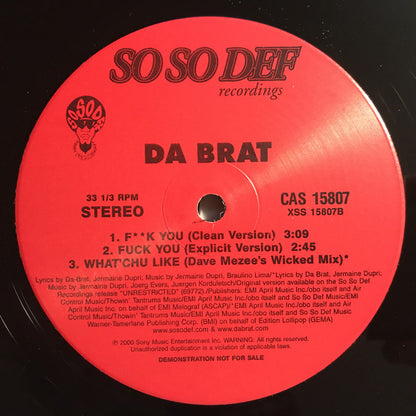 SO SO DEF
recordings
SO SO DEF
DA BRAT
33 1/3 RPM
STEREO
CAS 15807
XSS 15807B
1. F**K YOU (Clean Version) 3:09
2. FUCK YOU (Explicit Version) 2:45
3. WHAT'CHU LIKE (Dave Mezee's Wicked Mix)*
Lyrics by Da Brat, Jermaine Dupri; Music by Jermaine Dupri, Braulino Lima/*Lyrics by Da Brat, Jermaine Dupri;
Music by Jermaine Dupri, Joerg Evers, Juergen Korduletsch/Original version available on the So So Def
Recordings release "UNRESTRICTED" (69772)./Publishers: EMI April Music Inc./obo itself and Air
Control Music/Thowin' Tantrums Music/EMI April Music Inc. obo itself and So So Def Music/EMI
April Music Inc. on behalf of EMI Melograf (ASCAP)/*EMI April Music Inc./obo itself and Air
Control Music/Thowin' Tantrums Music/EMI April Music Inc. obo itself and So So Def Music/
Warner-Tamerlane Publishing Corp. (BMI) on behalf of Edition Lollipop (GEMA)
www.sosodef.com and www.dabrat.com
℗ 2000 Sony Music Entertainment Inc. WARNING: All rights reserved.
Unauthorized duplication is a violation of applicable laws.
DEMONSTRATION NOT FOR SALE